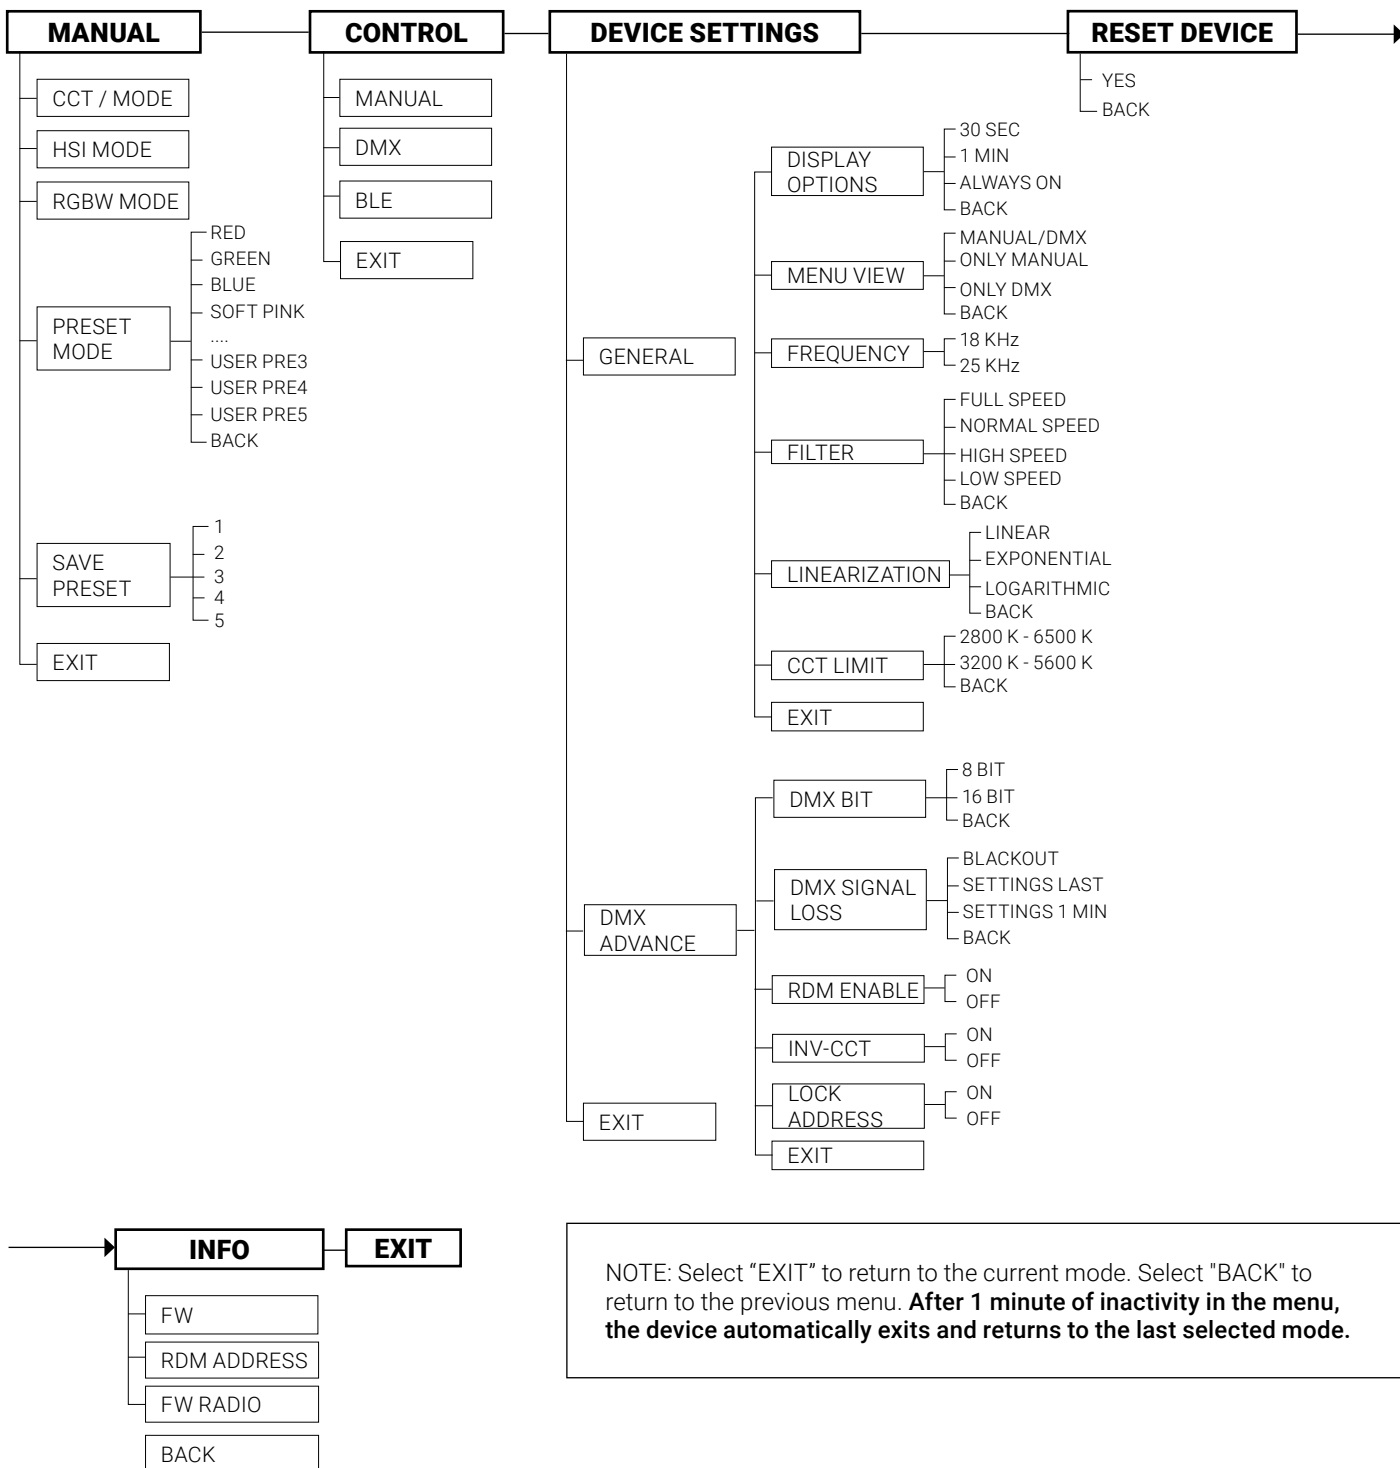 MANUAL
CONTROL
DEVICE SETTINGS
RESET DEVICE
CCT / MODE
HSI MODE
RGBW MODE
PRESET
MODE
RED
GREEN
BLUE
SOFT PINK
....
USER PRE3
USER PRE4
USER PRE5
BACK
SAVE
PRESET
1
2
3
4
5
EXIT
MANUAL
DMX
BLE
EXIT
GENERAL
DISPLAY
OPTIONS
30 SEC
1 MIN
ALWAYS ON
BACK
MENU VIEW
MANUAL/DMX
ONLY MANUAL
ONLY DMX
BACK
FREQUENCY
18 KHz
25 KHz
FILTER
FULL SPEED
NORMAL SPEED
HIGH SPEED
LOW SPEED
BACK
LINEARIZATION
LINEAR
EXPONENTIAL
LOGARITHMIC
BACK
CCT LIMIT
2800 K - 6500 K
3200 K - 5600 K
BACK
EXIT
DMX
ADVANCE
DMX BIT
8 BIT
16 BIT
BACK
DMX SIGNAL
LOSS
BLACKOUT
SETTINGS LAST
SETTINGS 1 MIN
BACK
RDM ENABLE
ON
OFF
INV-CCT
ON
OFF
LOCK
ADDRESS
ON
OFF
EXIT
EXIT
YES
BACK
INFO
EXIT
FW
RDM ADDRESS
FW RADIO
BACK
NOTE: Select “EXIT” to return to the current mode. Select "BACK" to
return to the previous menu. After 1 minute of inactivity in the menu,
the device automatically exits and returns to the last selected mode.